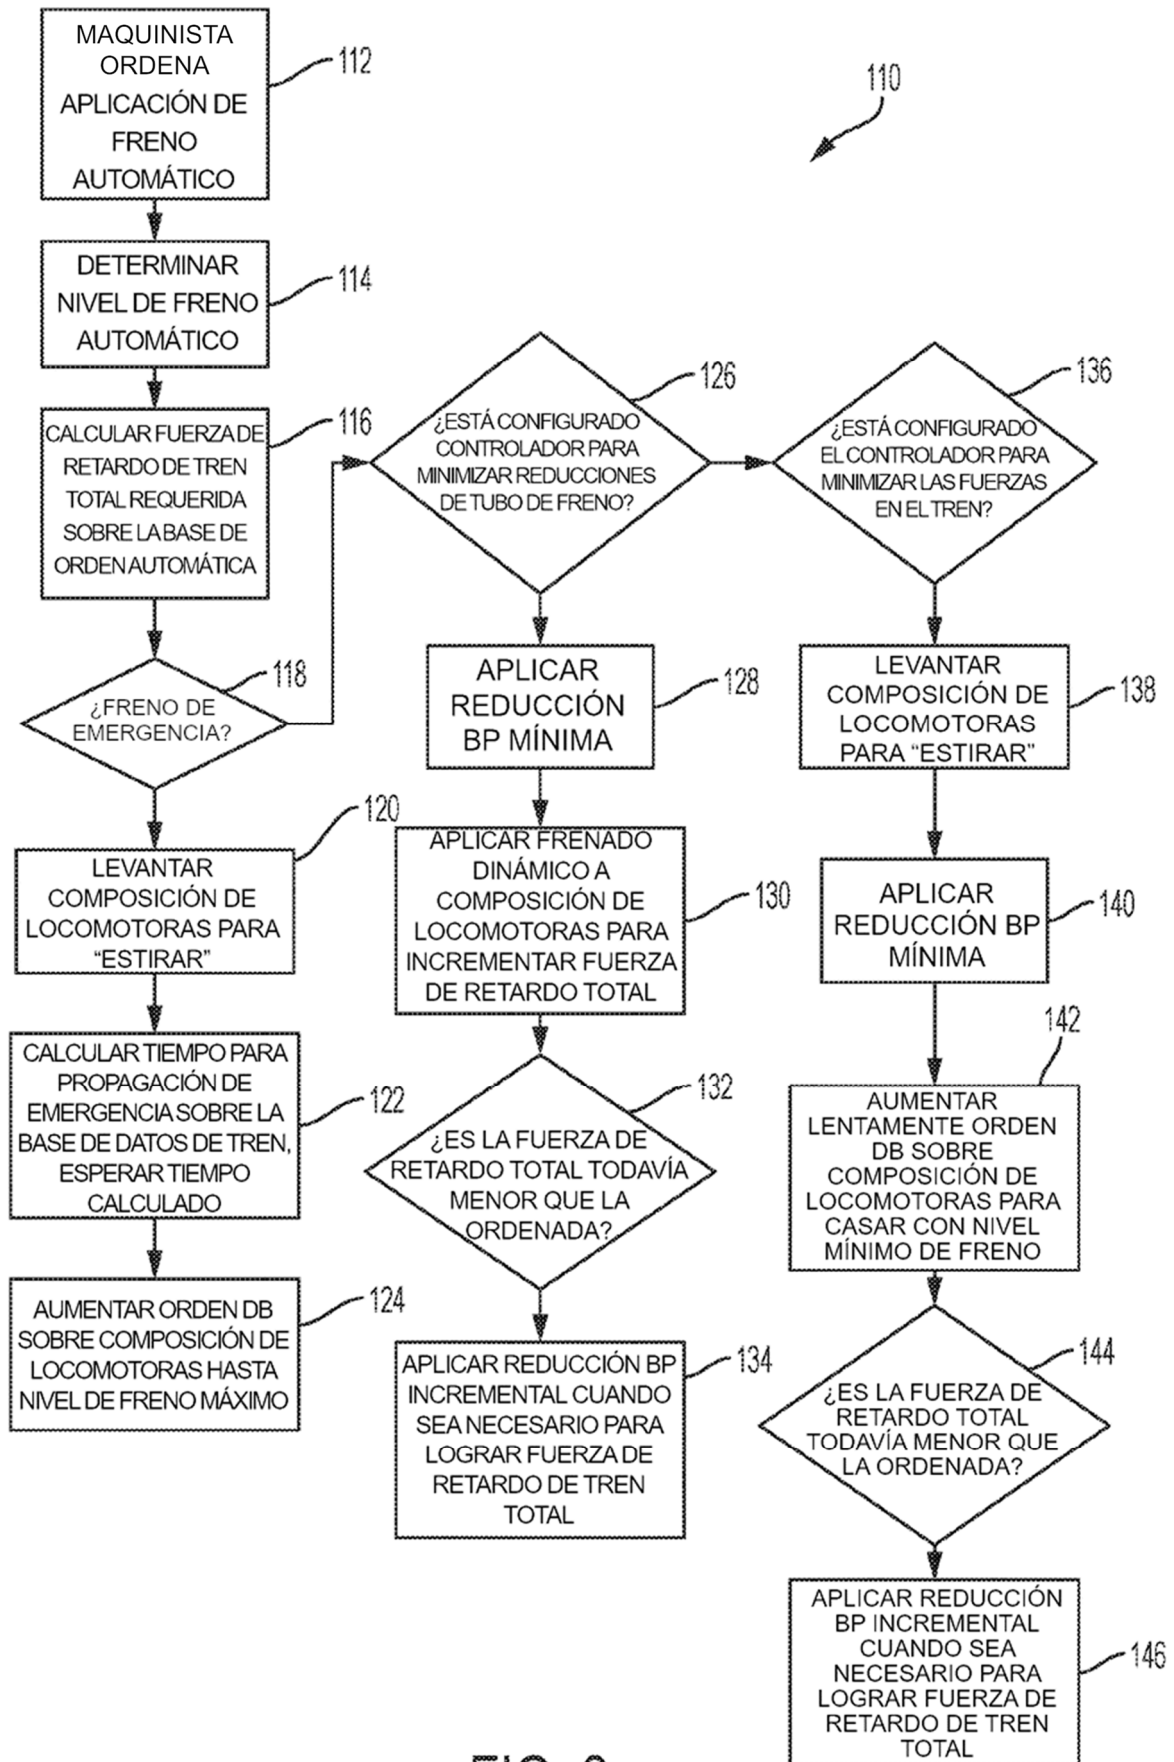 MAQUINISTA
ORDENA
APLICACIÓN DE
FRENO
AUTOMÁTICO
112
110
DETERMINAR
NIVEL DE FRENO
AUTOMÁTICO
114
CALCULAR FUERZA DE
RETARDO DE TREN
TOTAL REQUERIDA
SOBRE LA BASE DE
ORDEN AUTOMÁTICA
116
¿FRENO DE
EMERGENCIA?
118
LEVANTAR
COMPOSICIÓN DE
LOCOMOTORAS PARA
“ESTIRAR”
120
CALCULAR TIEMPO PARA
PROPAGACIÓN DE
EMERGENCIA SOBRE LA
BASE DE DATOS DE TREN,
ESPERAR TIEMPO
CALCULADO
122
AUMENTAR ORDEN DB
SOBRE COMPOSICIÓN DE
LOCOMOTORAS HASTA
NIVEL DE FRENO MÁXIMO
124
¿ESTÁ CONFIGURADO
CONTROLADOR PARA
MINIMIZAR REDUCCIONES
DE TUBO DE FRENO?
126
APLICAR
REDUCCIÓN
BP MÍNIMA
128
APLICAR FRENADO
DINÁMICO A
COMPOSICIÓN DE
LOCOMOTORAS PARA
INCREMENTAR FUERZA
DE RETARDO TOTAL
130
¿ES LA FUERZA DE
RETARDO TOTAL TODAVÍA
MENOR QUE LA
ORDENADA?
132
APLICAR REDUCCIÓN BP
INCREMENTAL CUANDO
SEA NECESARIO PARA
LOGRAR FUERZA DE
RETARDO DE TREN
TOTAL
134
¿ESTÁ CONFIGURADO
EL CONTROLADOR PARA
MINIMIZAR LAS FUERZAS
EN EL TREN?
136
LEVANTAR
COMPOSICIÓN DE
LOCOMOTORAS
PARA “ESTIRAR”
138
APLICAR
REDUCCIÓN BP
MÍNIMA
140
AUMENTAR
LENTAMENTE ORDEN
DB SOBRE
COMPOSICIÓN DE
LOCOMOTORAS PARA
CASAR CON NIVEL
MÍNIMO DE FRENO
142
¿ES LA FUERZA DE
RETARDO TOTAL
TODAVÍA MENOR QUE
LA ORDENADA?
144
APLICAR REDUCCIÓN
BP INCREMENTAL
CUANDO SEA
NECESARIO PARA
LOGRAR FUERZA DE
RETARDO DE TREN
TOTAL
146